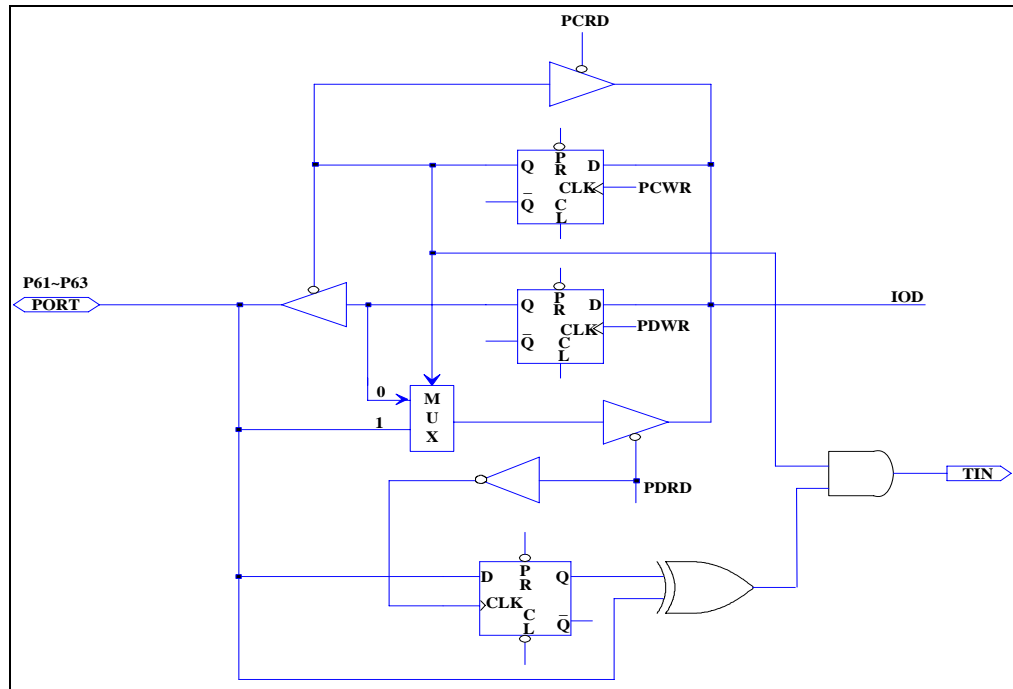 PCRD
Q
P
R
D
CLK
PCWR
Q̅
C
L
P61~P63
PORT
Q
P
R
D
IOD
CLK
PDWR
Q̅
C
L
0
M
U
X
1
PDRD
TIN
D
P
R
Q
CLK
C
L
Q̅